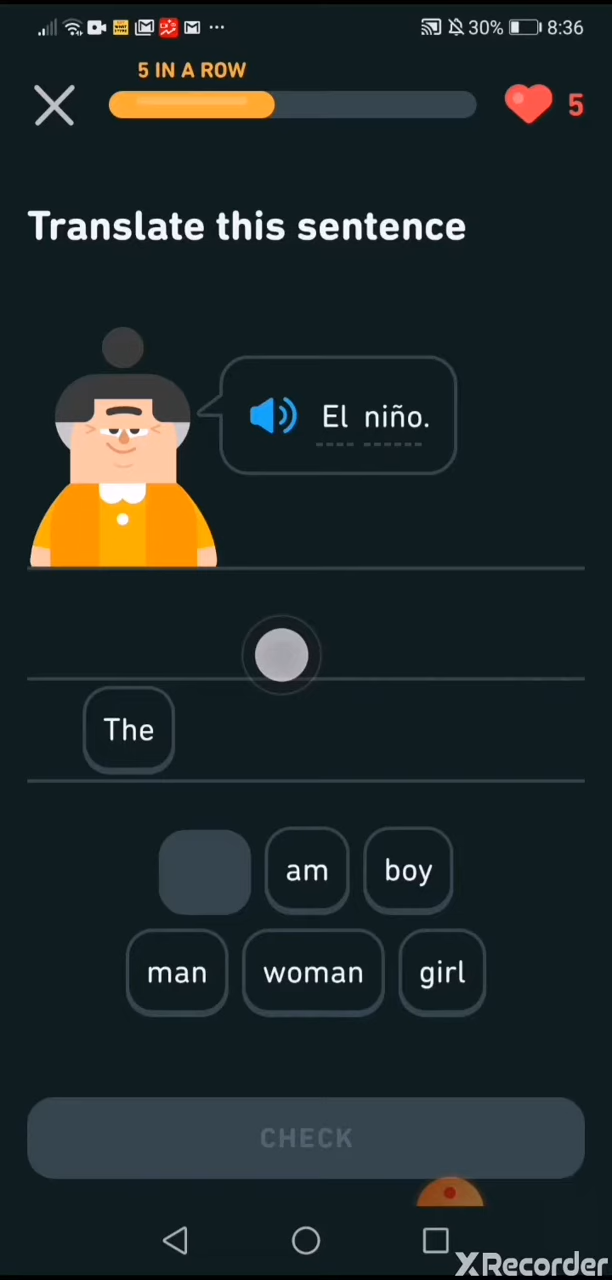 30% 8:36
5 IN A ROW
5
Translate this sentence
El niño.
The
am boy
man woman girl
CHECK
XRecorder